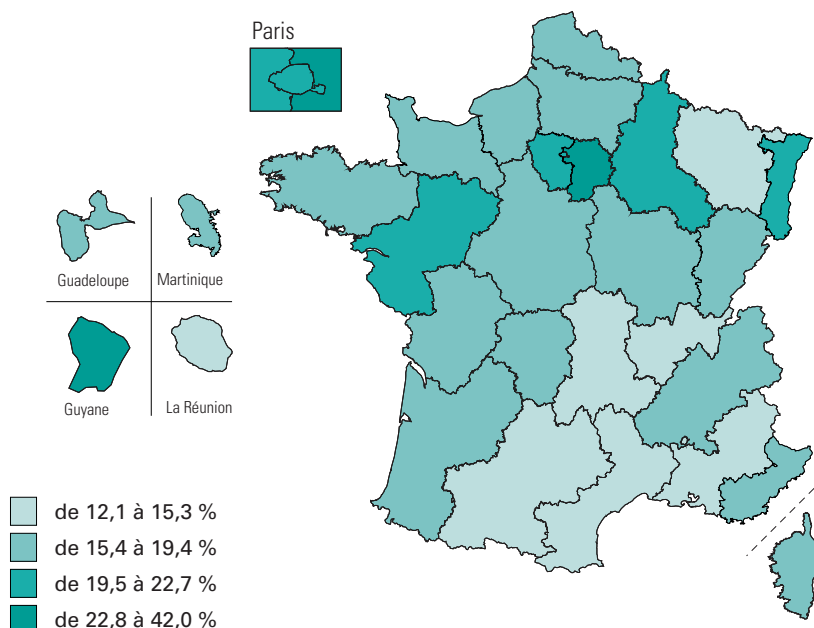 Paris
Guadeloupe
Martinique
Guyane
La Réunion
de 12,1 à 15,3 %
de 15,4 à 19,4 %
de 19,5 à 22,7 %
de 22,8 à 42,0 %